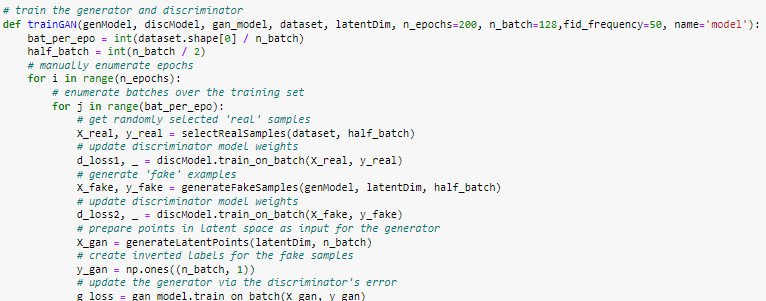 # train the generator and discriminator
def trainGAN(genModel, discModel, gan_model, dataset, latentDim, n_epochs=200, n_batch=128,fid_frequency=50, name='model'):
    bat_per_epo = int(dataset.shape[0] / n_batch)
    half_batch = int(n_batch / 2)
    # manually enumerate epochs
    for i in range(n_epochs):
        # enumerate batches over the training set
        for j in range(bat_per_epo):
            # get randomly selected 'real' samples
            X_real, y_real = selectRealSamples(dataset, half_batch)
            # update discriminator model weights
            d_loss1, _ = discModel.train_on_batch(X_real, y_real)
            # generate 'fake' examples
            X_fake, y_fake = generateFakeSamples(genModel, latentDim, half_batch)
            # update discriminator model weights
            d_loss2, _ = discModel.train_on_batch(X_fake, y_fake)
            # prepare points in latent space as input for the generator
            X_gan = generateLatentPoints(latentDim, n_batch)
            # create inverted labels for the fake samples
            y_gan = np.ones((n_batch, 1))
            # update the generator via the discriminator's error
            g_loss = gan_model.train_on_batch(X_gan, y_gan)